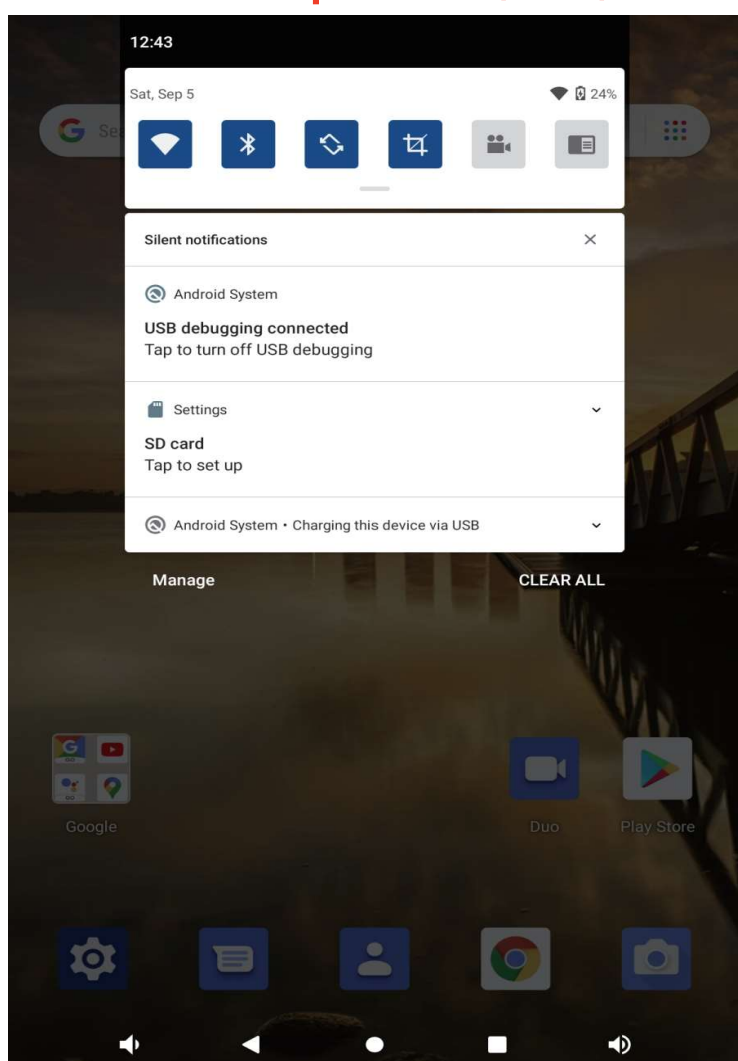 12:43
Sat, Sep 5
24%
G Sea
Silent notifications
Android System
USB debugging connected
Tap to turn off USB debugging
Settings
SD card
Tap to set up
Android System • Charging this device via USB
Manage
CLEAR ALL
Google
Duo
Play Store